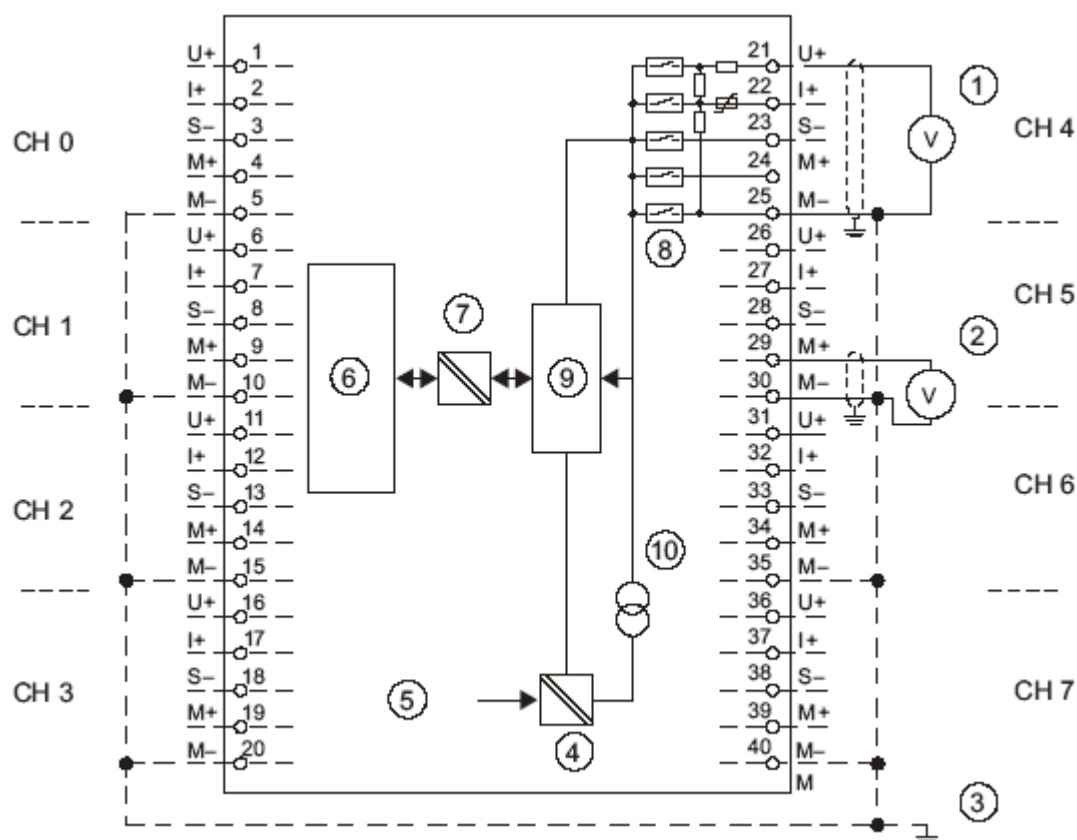 U+ 1 21 U+ ①
I+ 2 22 I+
CH 0 S– 3 23 S– V CH 4
M+ 4 24 M+
M– 5 25 M–
U+ 6 26 U+
⑧
I+ 7 27 I+
CH 1 S– 8 28 S– CH 5
⑦ ②
M+ 9 29 M+
⑥ ⑨
M– 10 30 M– V
U+ 11 31 U+
I+ 12 32 I+
CH 2 S– 13 33 S– CH 6
M+ 14 34 M+
⑩
M– 15 35 M–
U+ 16 36 U+
I+ 17 37 I+
CH 3 S– 18 38 S– CH 7
⑤
M+ 19 39 M+
④
M– 20 40 M–
M
③